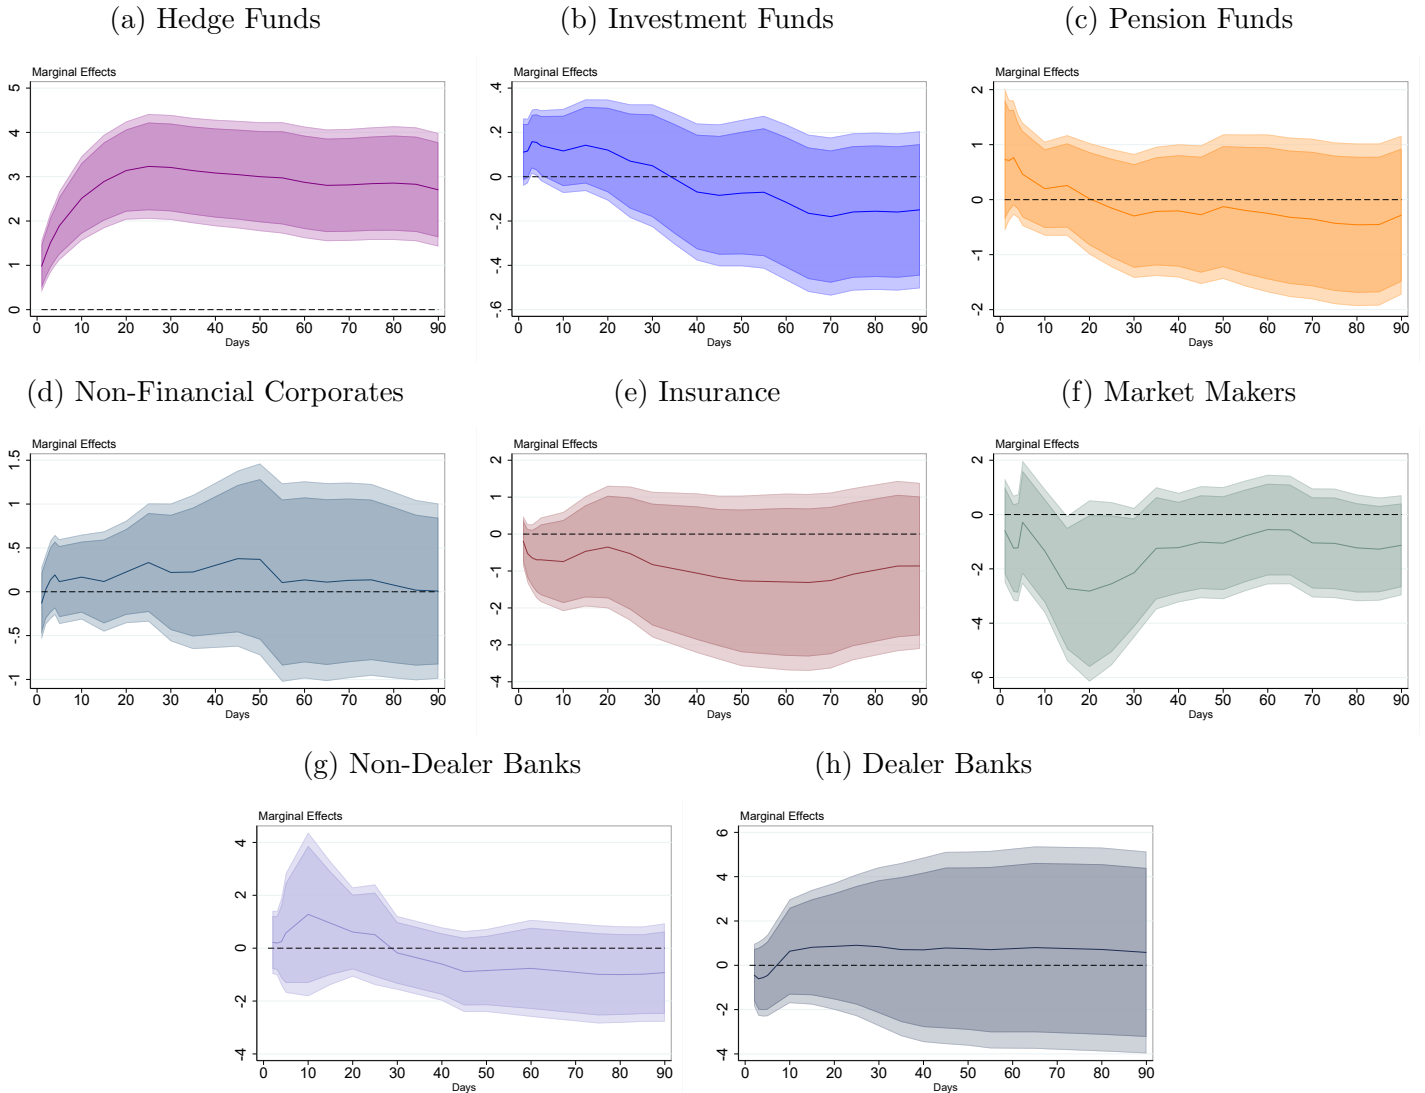 (a) Hedge Funds
Marginal Effects
5
4
3
2
1
0
0 10 20 30 40 50 60 70 80 90
Days
(b) Investment Funds
Marginal Effects
.4
.2
0
-.2
-.4
-.6
0 10 20 30 40 50 60 70 80 90
Days
(c) Pension Funds
Marginal Effects
2
1
0
-1
-2
0 10 20 30 40 50 60 70 80 90
Days
(d) Non-Financial Corporates
Marginal Effects
1.5
1
.5
0
-.5
-1
0 10 20 30 40 50 60 70 80 90
Days
(e) Insurance
Marginal Effects
2
1
0
-1
-2
-3
-4
0 10 20 30 40 50 60 70 80 90
Days
(f) Market Makers
Marginal Effects
2
0
-2
-4
-6
0 10 20 30 40 50 60 70 80 90
Days
(g) Non-Dealer Banks
Marginal Effects
4
2
0
-2
-4
0 10 20 30 40 50 60 70 80 90
Days
(h) Dealer Banks
Marginal Effects
6
4
2
0
-2
-4
0 10 20 30 40 50 60 70 80 90
Days